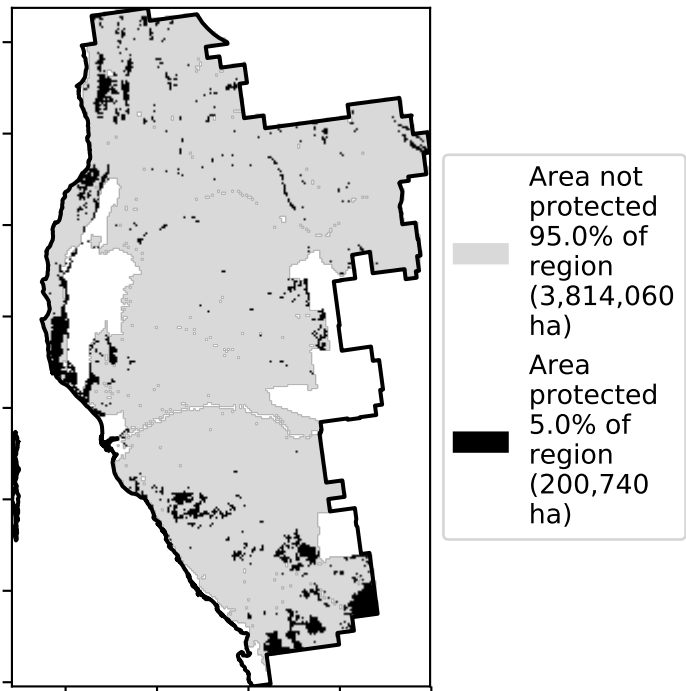 Area not
protected
95.0% of
region
(3,814,060
ha)
Area
protected
5.0% of
region
(200,740
ha)